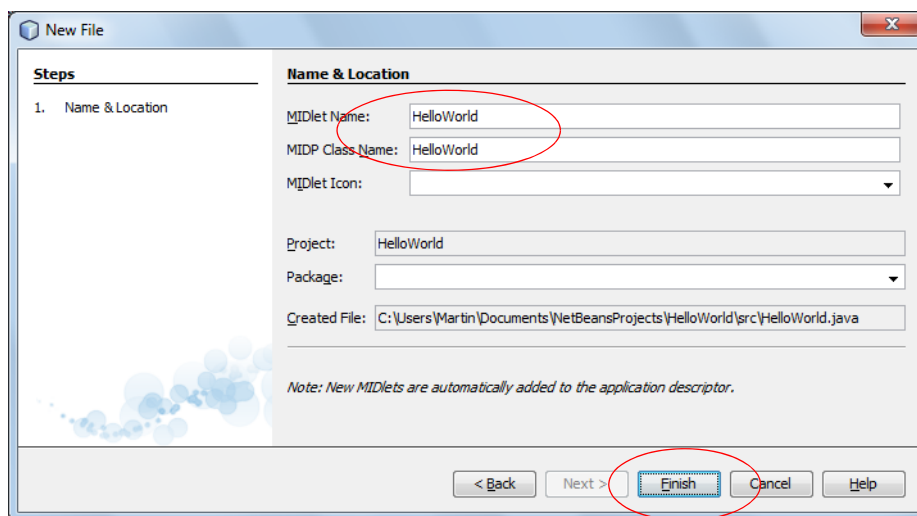 New File
Steps
1. Name & Location
Name & Location
MIDlet Name: HelloWorld
MIDP Class Name: HelloWorld
MIDlet Icon:
Project: HelloWorld
Package:
Created File: C:\Users\Martin\Documents\NetBeansProjects\HelloWorld\src\HelloWorld.java
Note: New MIDlets are automatically added to the application descriptor.
< Back Next > Finish Cancel Help